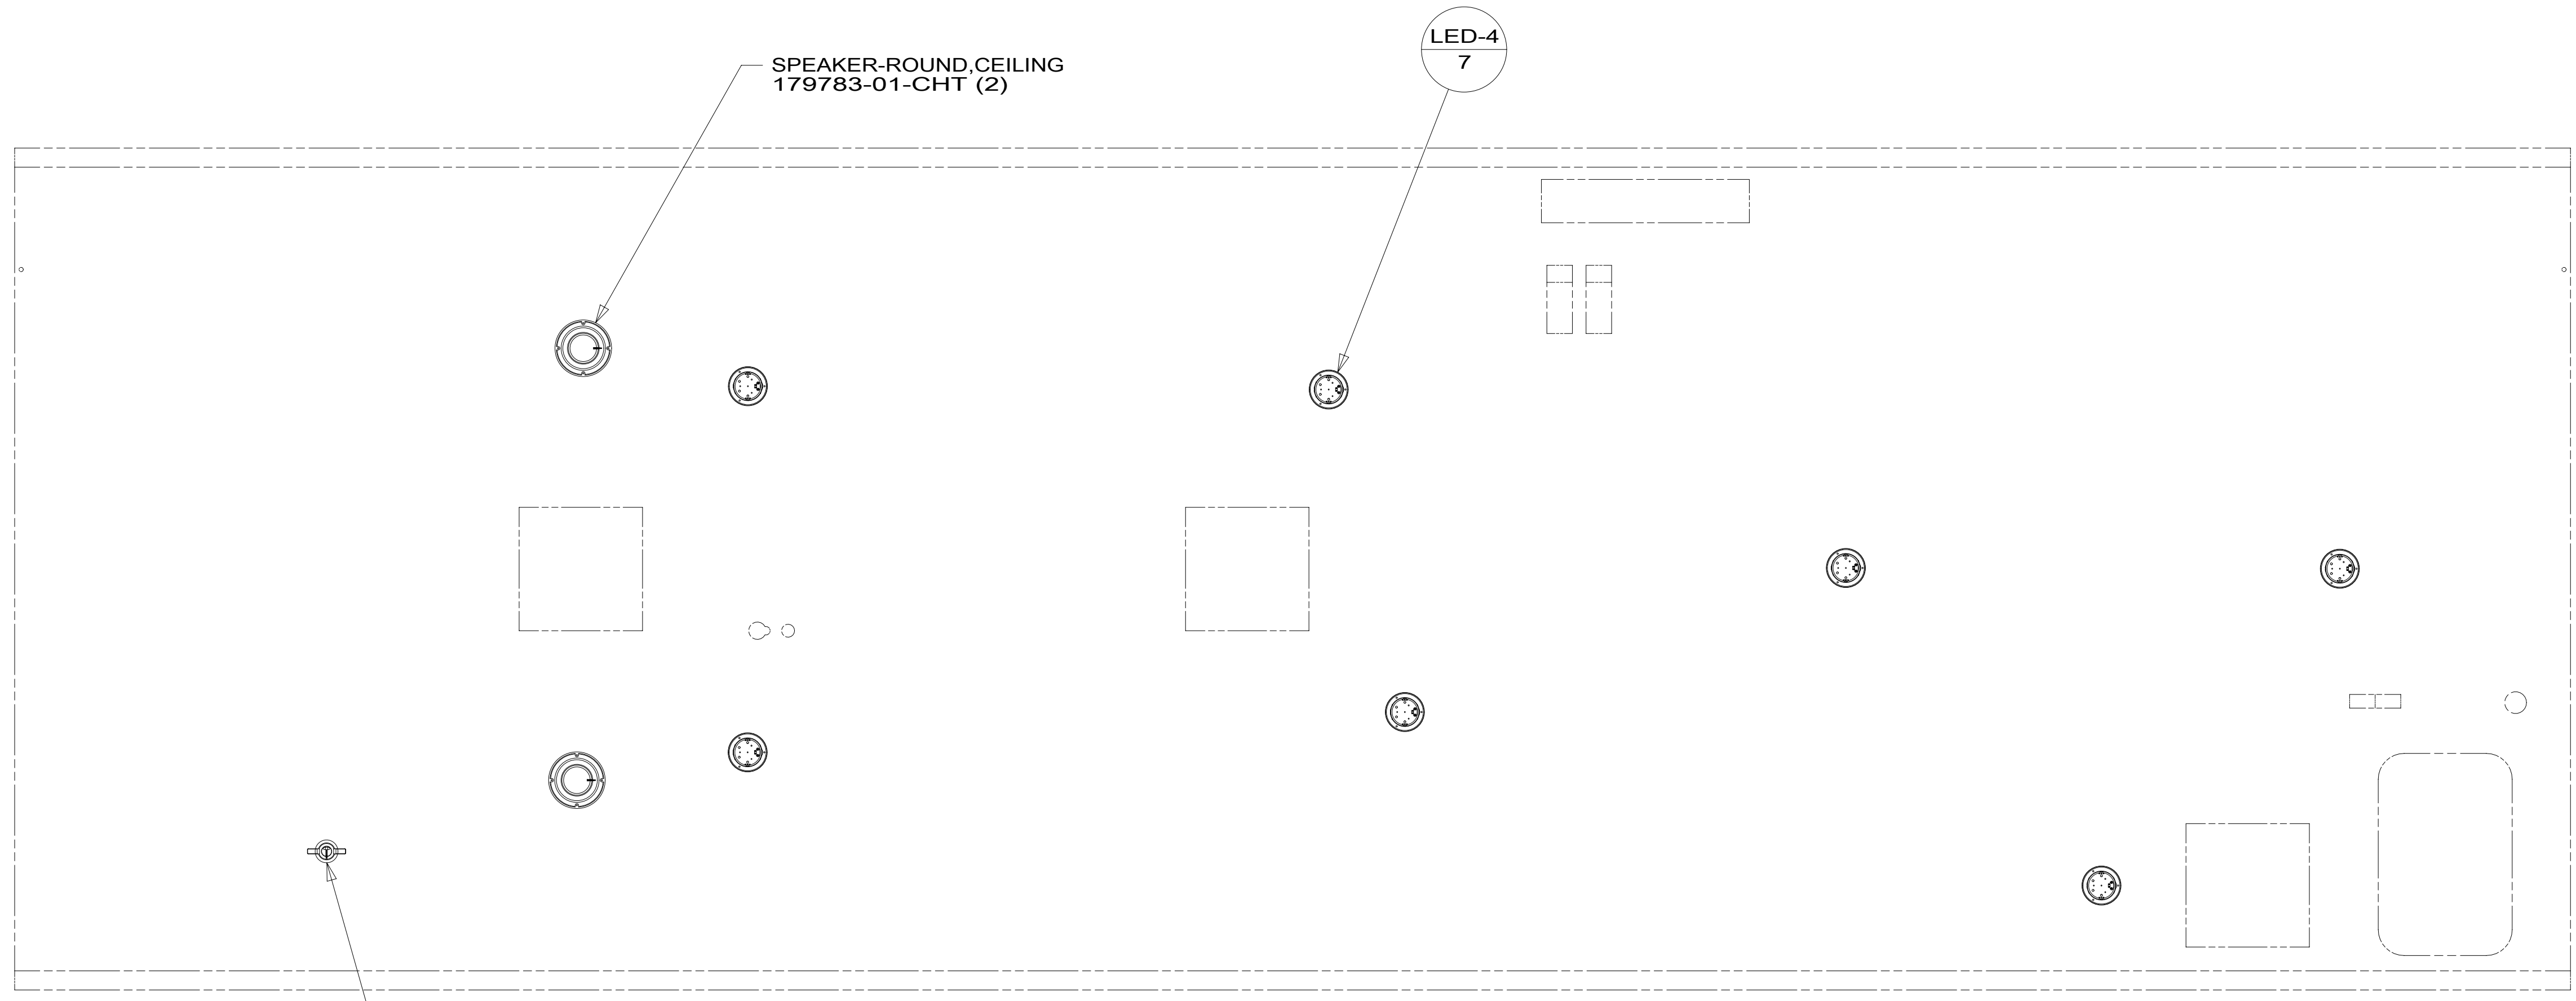 LED-4
7
SPEAKER-ROUND,CEILING
179783-01-CHT (2)